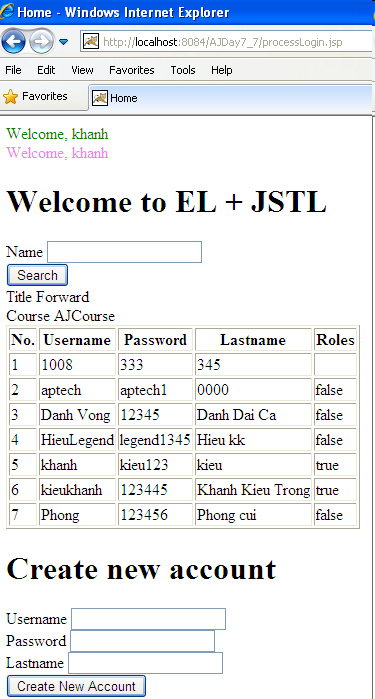 Home - Windows Internet Explorer
http://localhost:8084/AJDay7_7/processLogin.jsp
File Edit View Favorites Tools Help
Favorites Home
Welcome, khanh
Welcome, khanh
Welcome to EL + JSTL
Name
Search
Title Forward
Course AJCourse
No. Username Password Lastname Roles
1 1008 333 345
2 aptech aptech1 0000 false
3 Danh Vong 12345 Danh Dai Ca false
4 HieuLegend legend1345 Hieu kk false
5 khanh kieu123 kieu true
6 kieukhanh 123445 Khanh Kieu Trong true
7 Phong 123456 Phong cui false
Create new account
Username
Password
Lastname
Create New Account